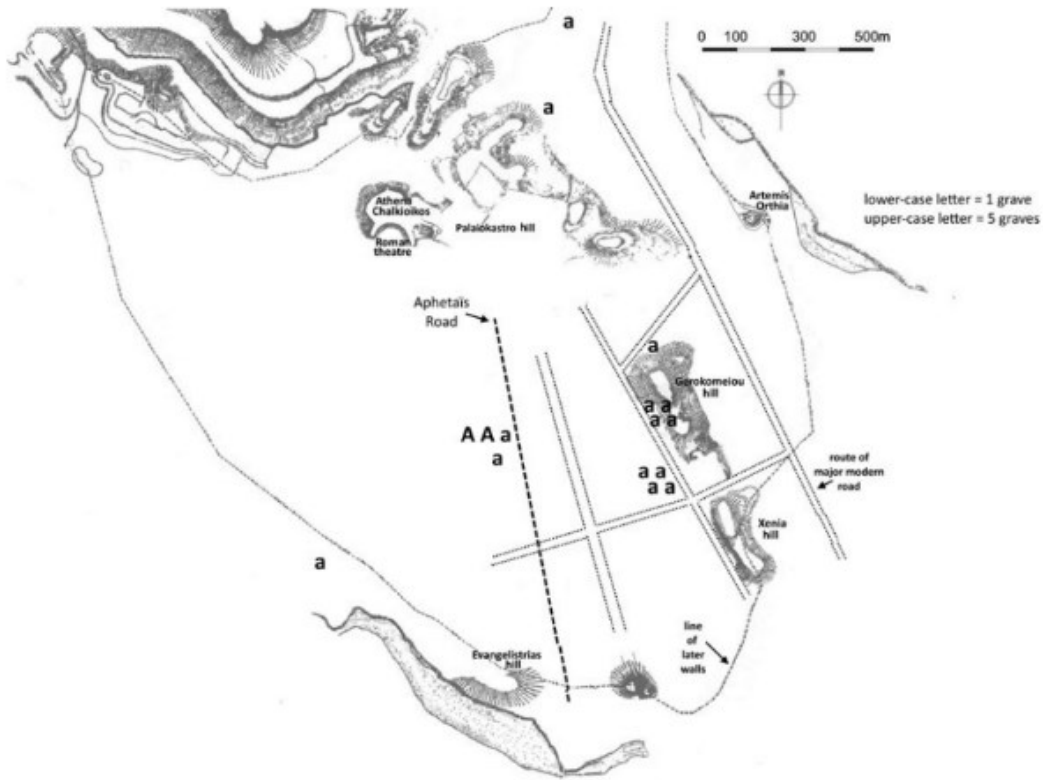 a
0 100 300 500m
N
a
Artemis
Orthia
lower-case letter = 1 grave
upper-case letter = 5 graves
Athena
Chalkioikos
Palaiokastro hill
Roman
theatre
Aphetaïs
Road
a
Gerokomeiou
hill
a a
a a
A A a
a
a a
a a
route of
major modern
road
Xenia
hill
a
line
of
later
walls
Evangelistrias
hill